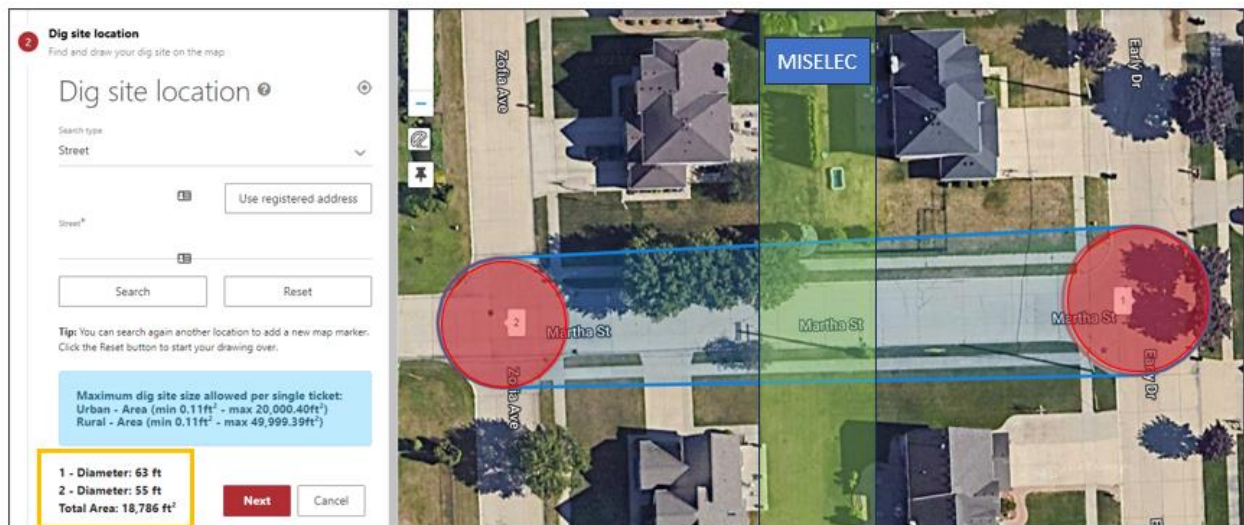 2
Dig site location
Find and draw your dig site on the map
Dig site location ?
Search type
Street
Use registered address
Street*
Search
Reset
Tip: You can search again another location to add a new map marker.
Click the Reset button to start your drawing over.
Maximum dig site size allowed per single ticket:
Urban - Area (min 0.11ft² - max 20,000.40ft²)
Rural - Area (min 0.11ft² - max 49,999.39ft²)
1 - Diameter: 63 ft
2 - Diameter: 55 ft
Total Area: 18,786 ft²
Next
Cancel
Zofia Ave
MISELEC
Early Dr
2
Martha St
Martha St
Martha St
1
Zofia Ave
Early Dr
E